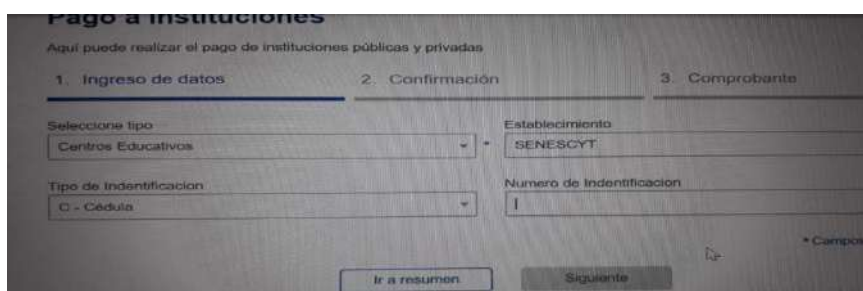 Pago a instituciones
Aquí puede realizar el pago de instituciones públicas y privadas
1. Ingreso de datos 2. Confirmación 3. Comprobante
Seleccione tipo Establecimiento
Centros Educativos * SENESCYT
Tipo de Indentificacion Numero de Indentificacion
C - Cédula
* Campos
Ir a resumen Siguiente